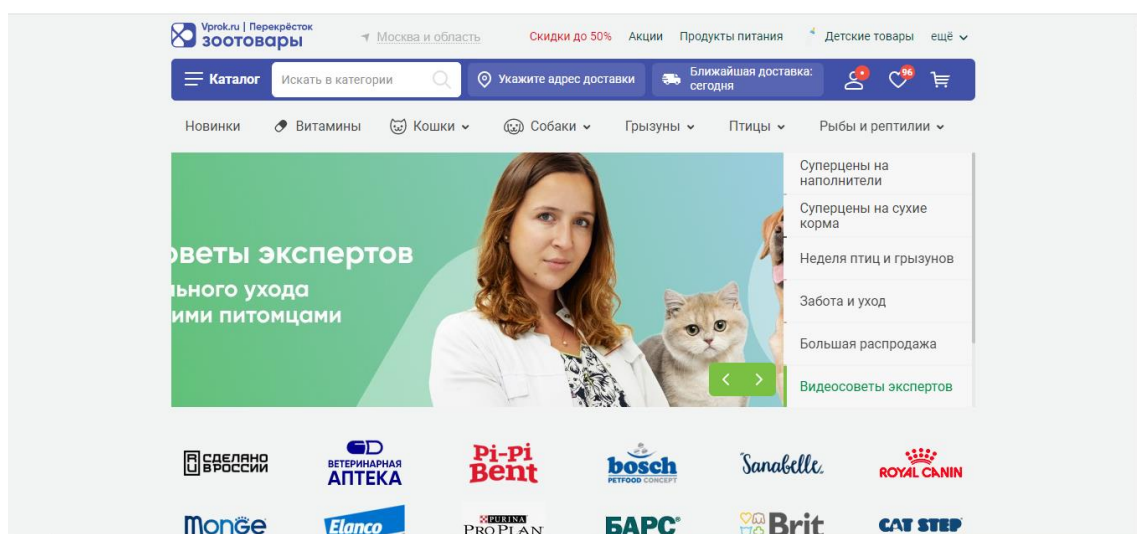 Vprok.ru | Перекрёсток
зоотовары
Москва и область
Скидки до 50%
Акции
Продукты питания
Детские товары
ещё
Каталог
Искать в категории
Укажите адрес доставки
Ближайшая доставка:
сегодня
96
Новинки
Витамины
Кошки
Собаки
Грызуны
Птицы
Рыбы и рептилии
оветы экспертов
льного ухода
ими питомцами
Суперцены на
наполнители
Суперцены на сухие
корма
Неделя птиц и грызунов
Забота и уход
Большая распродажа
Видеосоветы экспертов
СДЕЛАНО
В РОССИИ
ВЕТЕРИНАРНАЯ
АПТЕКА
Pi-Pi
Bent
bosch
PETFOOD CONCEPT
Sanabelle
ROYAL CANIN
Monge
Elanco
PURINA
PRO PLAN
БАРС
Brit
CAT STEP